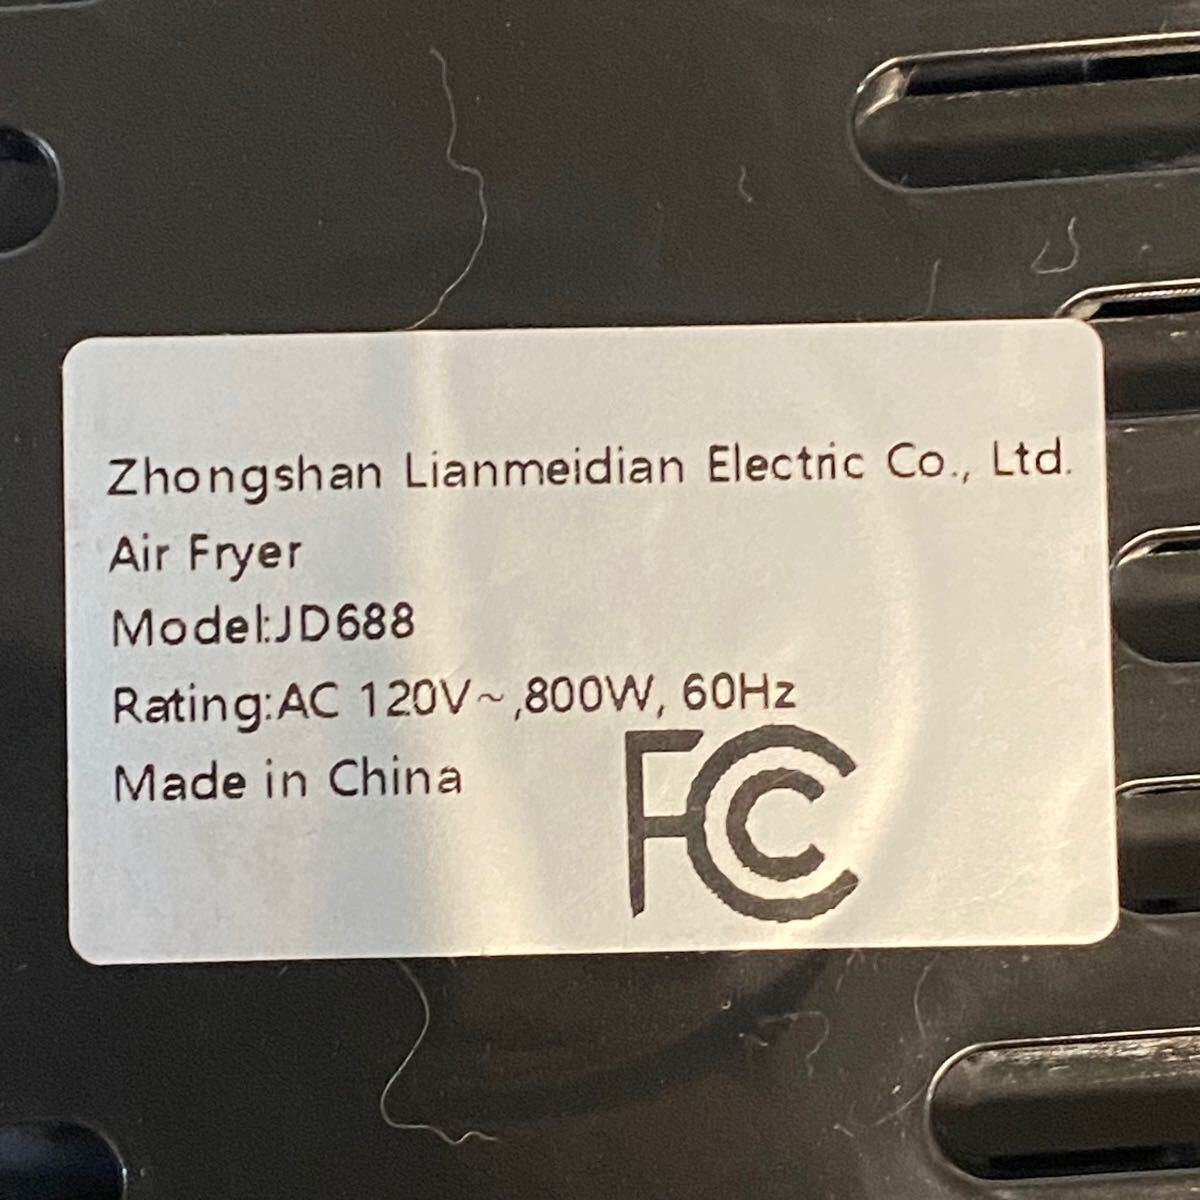 Zhongshan Lianmeidian Electric Co., Ltd.
Air Fryer
Model:JD688
Rating:AC 120V~,800W, 60Hz
Made in China
FC